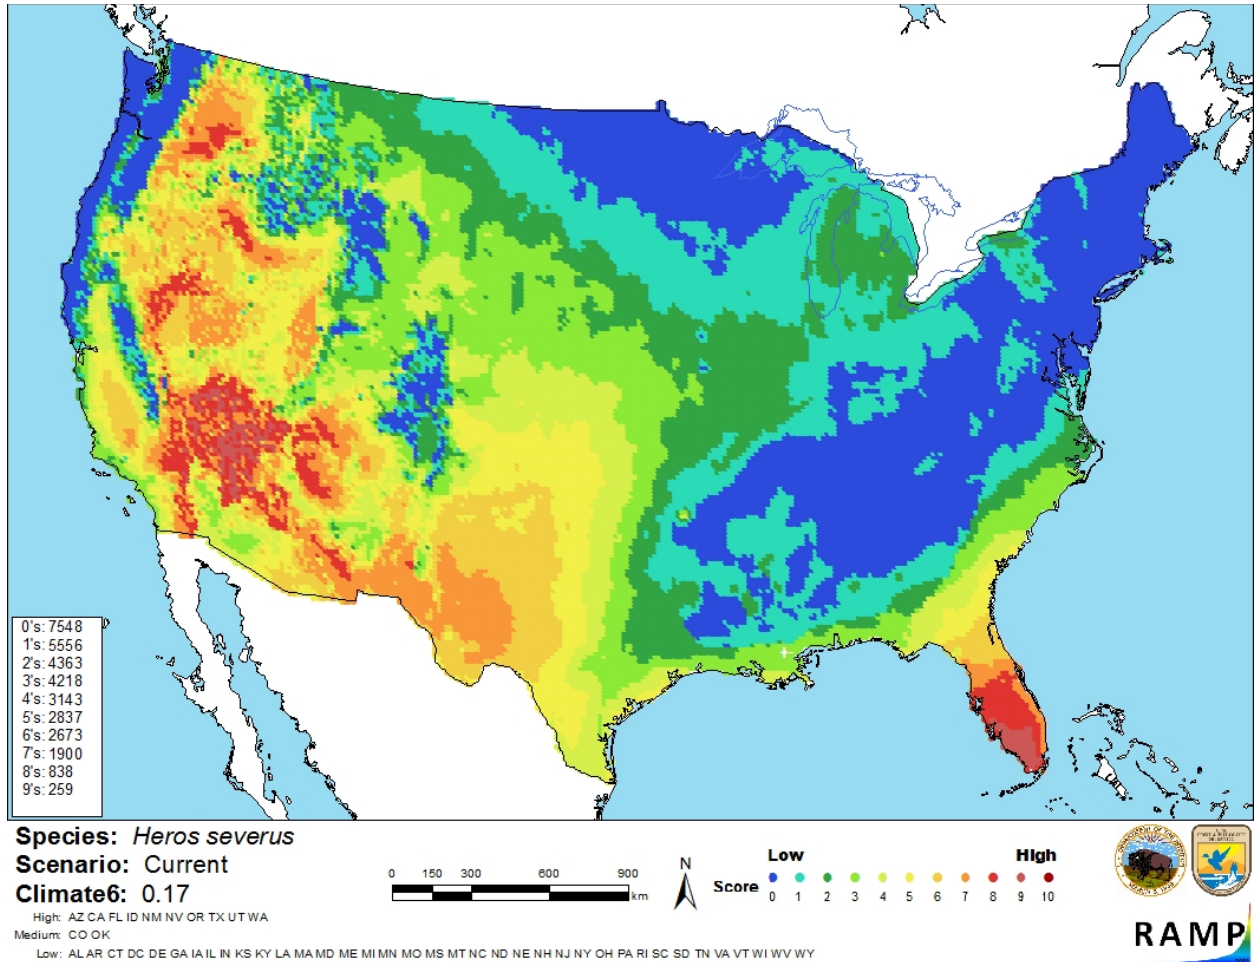 0's: 7548
1's: 5556
2's: 4363
3's: 4218
4's: 3143
5's: 2837
6's: 2673
7's: 1900
8's: 838
9's: 259
Species: Heros severus
Scenario: Current
Climate6: 0.17
High: AZ CA FL ID NM NV OR TX UT WA
Medium: CO OK
Low: AL AR CT DC DE GA IA IL IN KS KY LA MA MD ME MI MN MO MS MT NC ND NE NH NJ NY OH PA RI SC SD TN VA VT WI WV WY
0 150 300 600 900
km
N
Low High
Score
0 1 2 3 4 5 6 7 8 9 10
RAMP